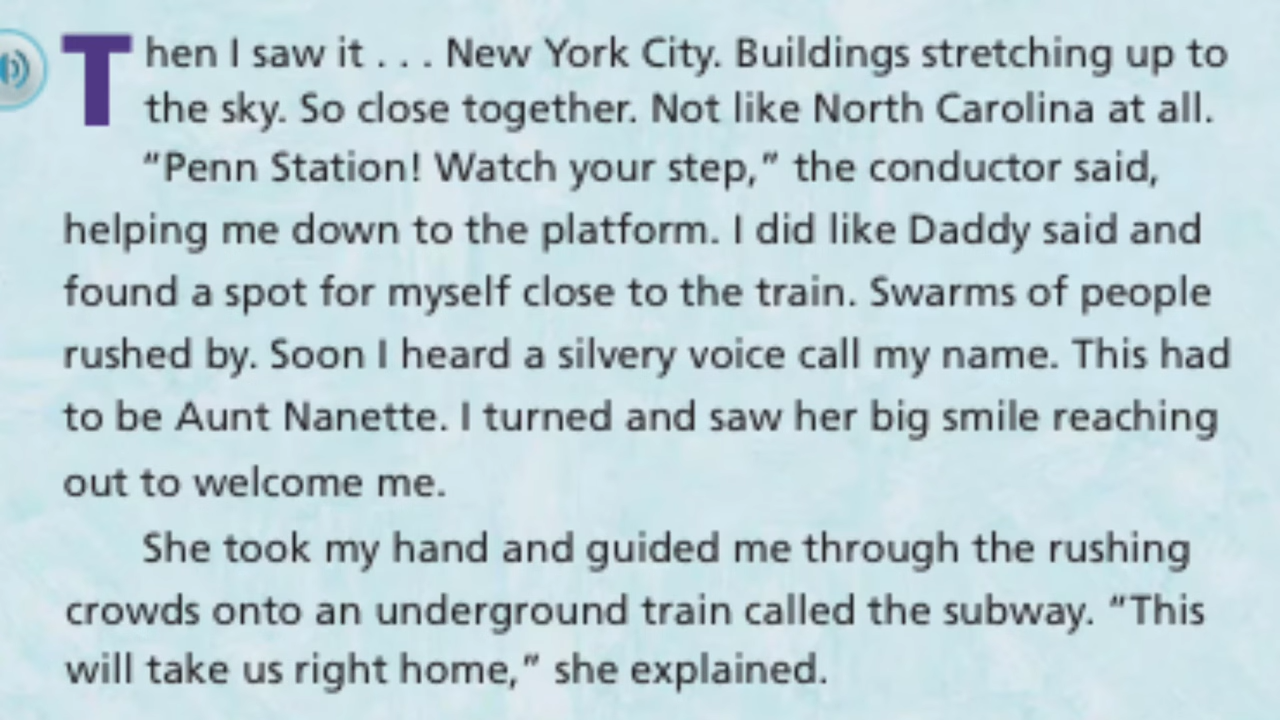 Then I saw it . . . New York City. Buildings stretching up to
the sky. So close together. Not like North Carolina at all.
“Penn Station! Watch your step,” the conductor said,
helping me down to the platform. I did like Daddy said and
found a spot for myself close to the train. Swarms of people
rushed by. Soon I heard a silvery voice call my name. This had
to be Aunt Nanette. I turned and saw her big smile reaching
out to welcome me.
She took my hand and guided me through the rushing
crowds onto an underground train called the subway. “This
will take us right home,” she explained.